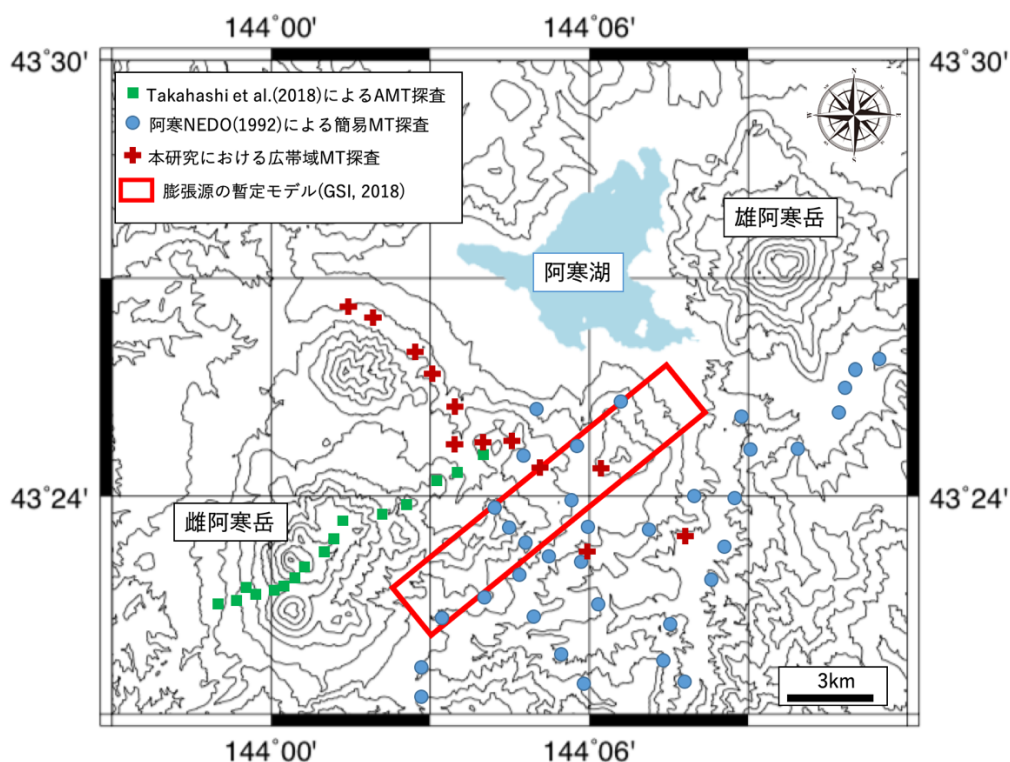 144˚00'
144˚06'
43˚30'
43˚30'
Takahashi et al.(2018)によるAMT探査
阿寒NEDO(1992)による簡易MT探査
本研究における広帯域MT探査
膨張源の暫定モデル(GSI, 2018)
N
E
S
W
雄阿寒岳
阿寒湖
43˚24'
43˚24'
雌阿寒岳
3km
144˚00'
144˚06'